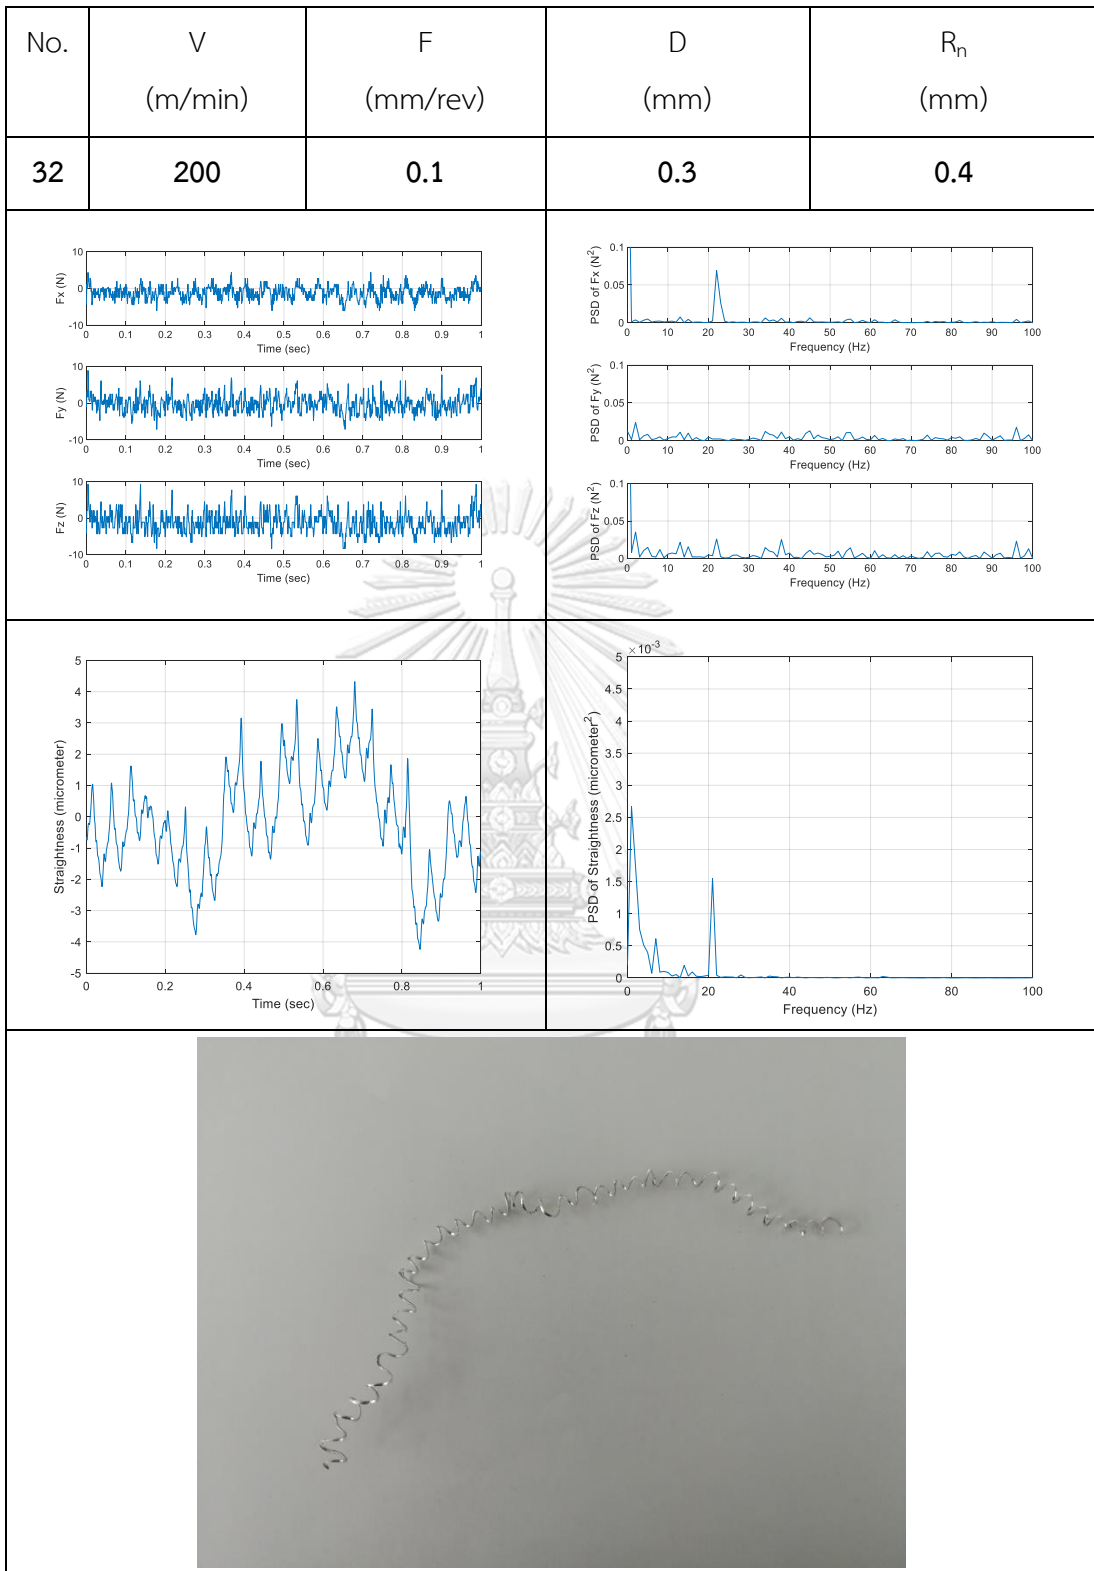 No. V F D Rn
(m/min) (mm/rev) (mm) (mm)
32 200 0.1 0.3 0.4
10
0
-10
Fx (N)
0 0.1 0.2 0.3 0.4 0.5 0.6 0.7 0.8 0.9 1
Time (sec)
10
0
-10
Fy (N)
0 0.1 0.2 0.3 0.4 0.5 0.6 0.7 0.8 0.9 1
Time (sec)
10
0
-10
Fz (N)
0 0.1 0.2 0.3 0.4 0.5 0.6 0.7 0.8 0.9 1
Time (sec)
0.1
0.05
0
PSD of Fx (N²)
0 10 20 30 40 50 60 70 80 90 100
Frequency (Hz)
0.1
0.05
0
PSD of Fy (N²)
0 10 20 30 40 50 60 70 80 90 100
Frequency (Hz)
0.1
0.05
0
PSD of Fz (N²)
0 10 20 30 40 50 60 70 80 90 100
Frequency (Hz)
5
4
3
2
1
0
-1
-2
-3
-4
-5
Straightness (micrometer)
0 0.2 0.4 0.6 0.8 1
Time (sec)
×10⁻³
5
4.5
4
3.5
3
2.5
2
1.5
1
0.5
0
PSD of Straightness (micrometer²)
0 20 40 60 80 100
Frequency (Hz)